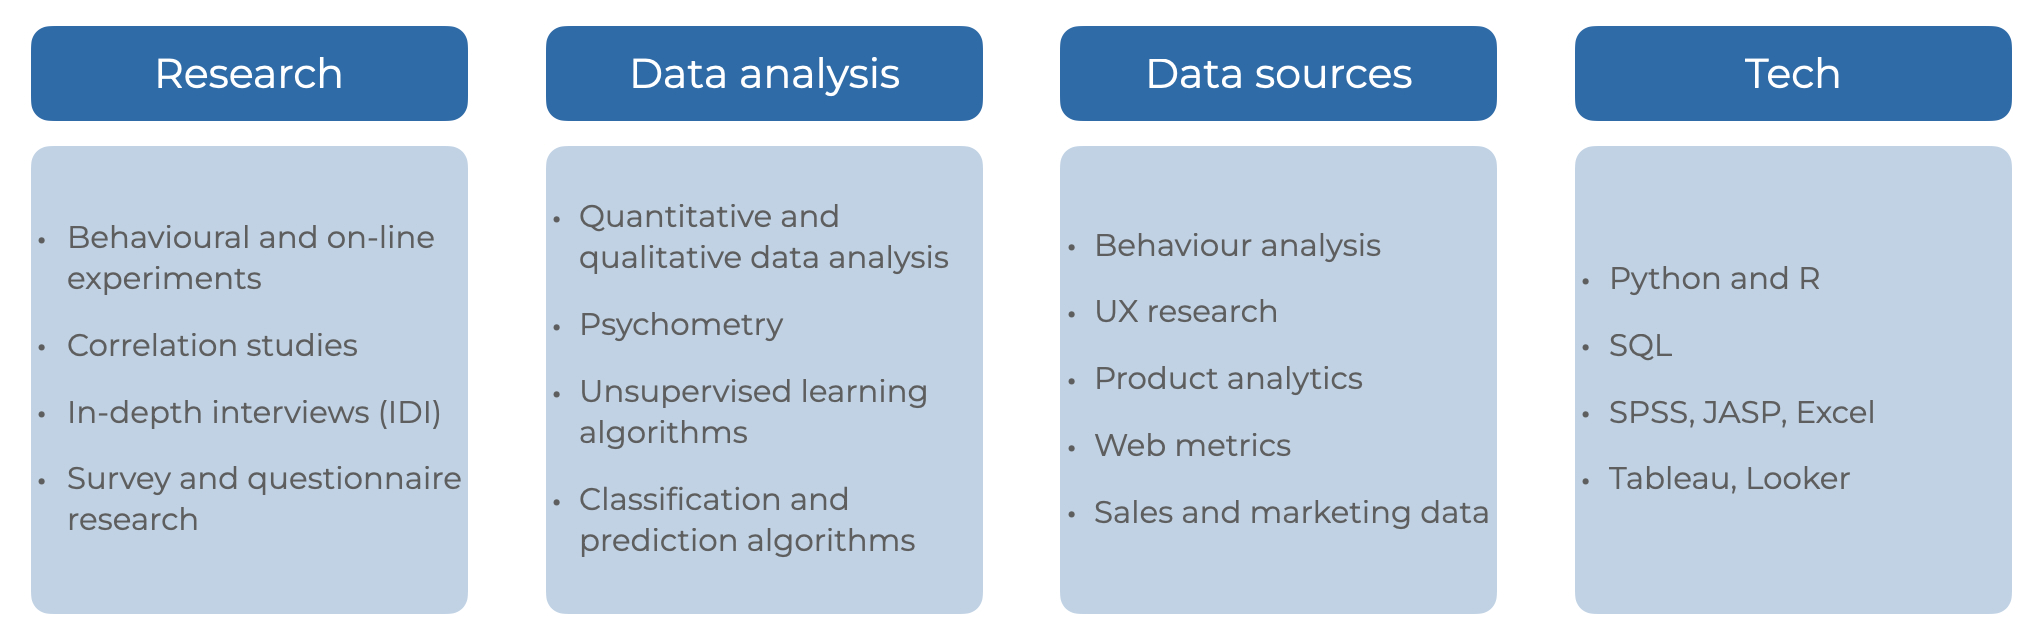 Research
• Behavioural and on-line
experiments
• Correlation studies
• In-depth interviews (IDI)
• Survey and questionnaire
research
Data analysis
• Quantitative and
qualitative data analysis
• Psychometry
• Unsupervised learning
algorithms
• Classification and
prediction algorithms
Data sources
• Behaviour analysis
• UX research
• Product analytics
• Web metrics
• Sales and marketing data
Tech
• Python and R
• SQL
• SPSS, JASP, Excel
• Tableau, Looker